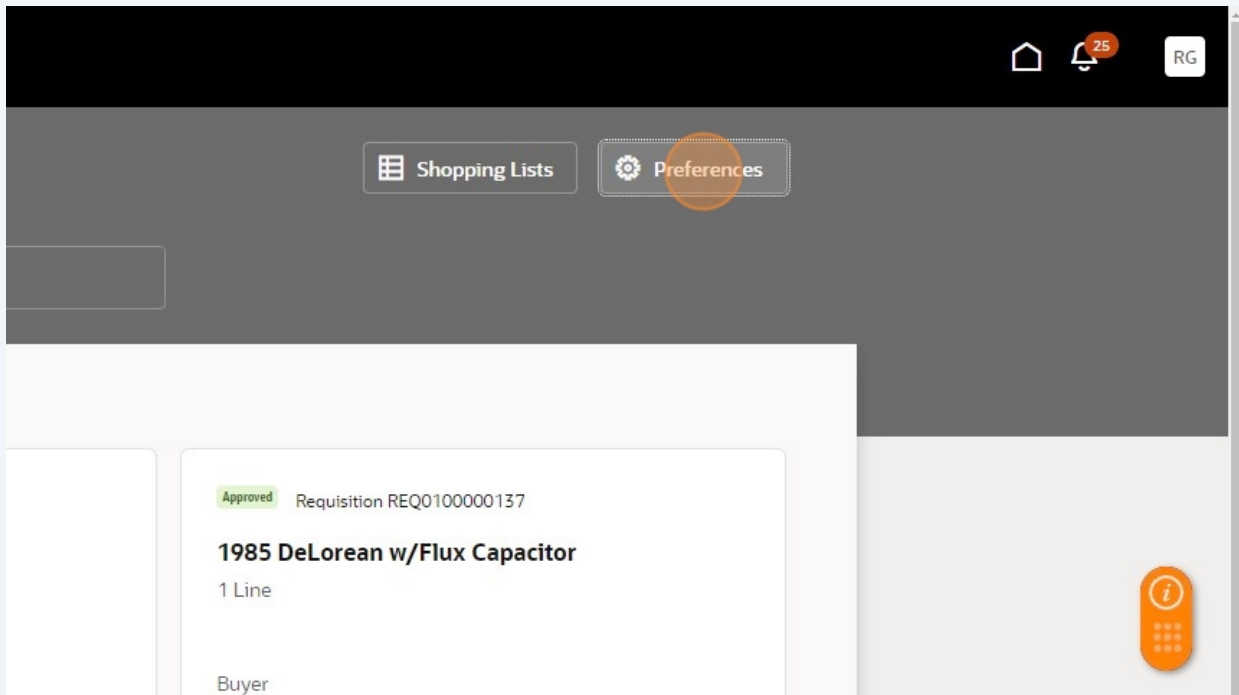 25
RG
Shopping Lists
Preferences
Approved Requisition REQ0100000137
1985 DeLorean w/Flux Capacitor
1 Line
Buyer
i